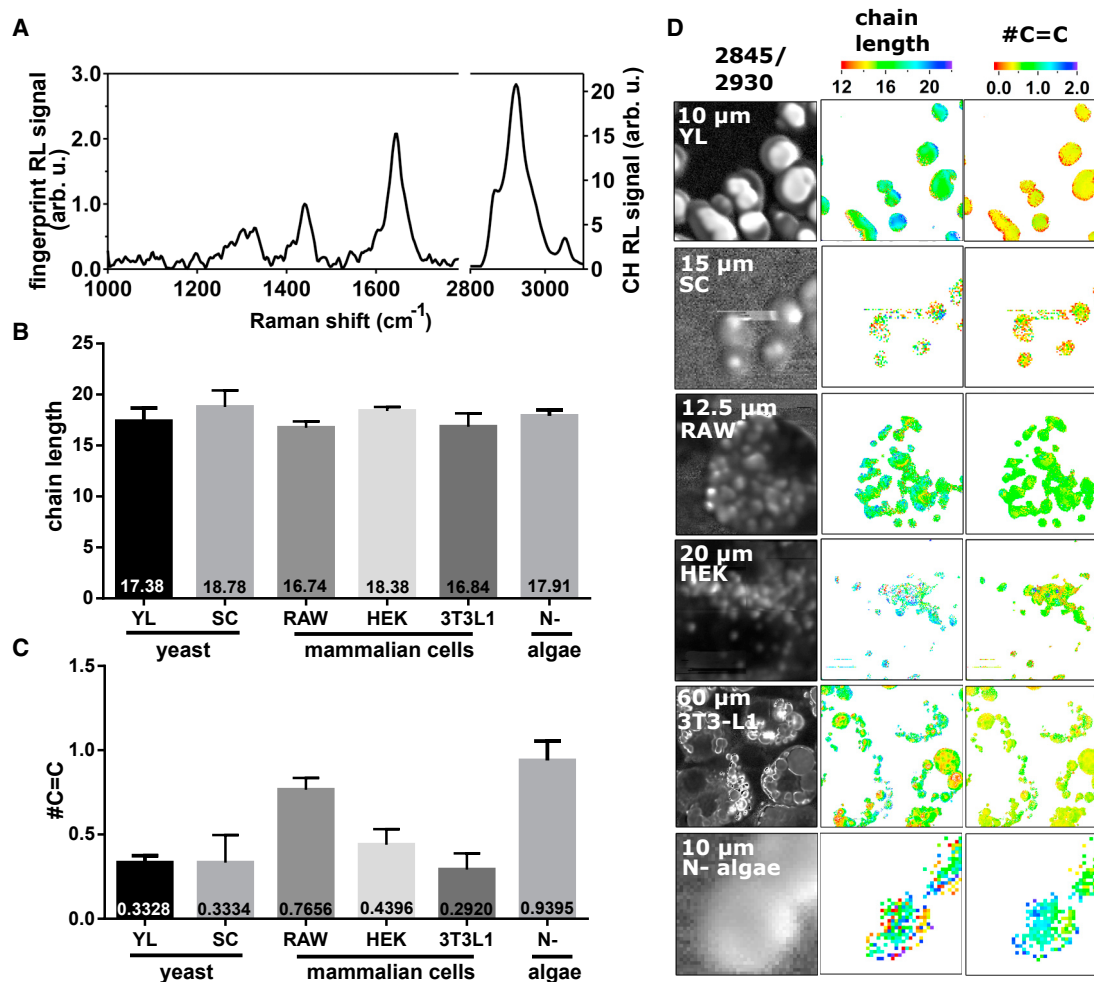 A
fingerprint RL signal
(arb. u.)
3.0
2.0
1.0
0.0
20
15
10
5
0
CH RL signal (arb. u.)
1000 1200 1400 1600 2800 3000
Raman shift (cm-1)
B
chain length
25
20
15
10
5
0
17.38 18.78 16.74 18.38 16.84 17.91
YL SC RAW HEK 3T3L1 N-
yeast mammalian cells algae
C
#C=C
1.5
1.0
0.5
0.0
0.3328 0.3334 0.7656 0.4396 0.2920 0.9395
YL SC RAW HEK 3T3L1 N-
yeast mammalian cells algae
D
2845/
2930
chain
length
12 16 20
#C=C
0.0 1.0 2.0
10 µm
YL
15 µm
SC
12.5 µm
RAW
20 µm
HEK
60 µm
3T3-L1
10 µm
N- algae